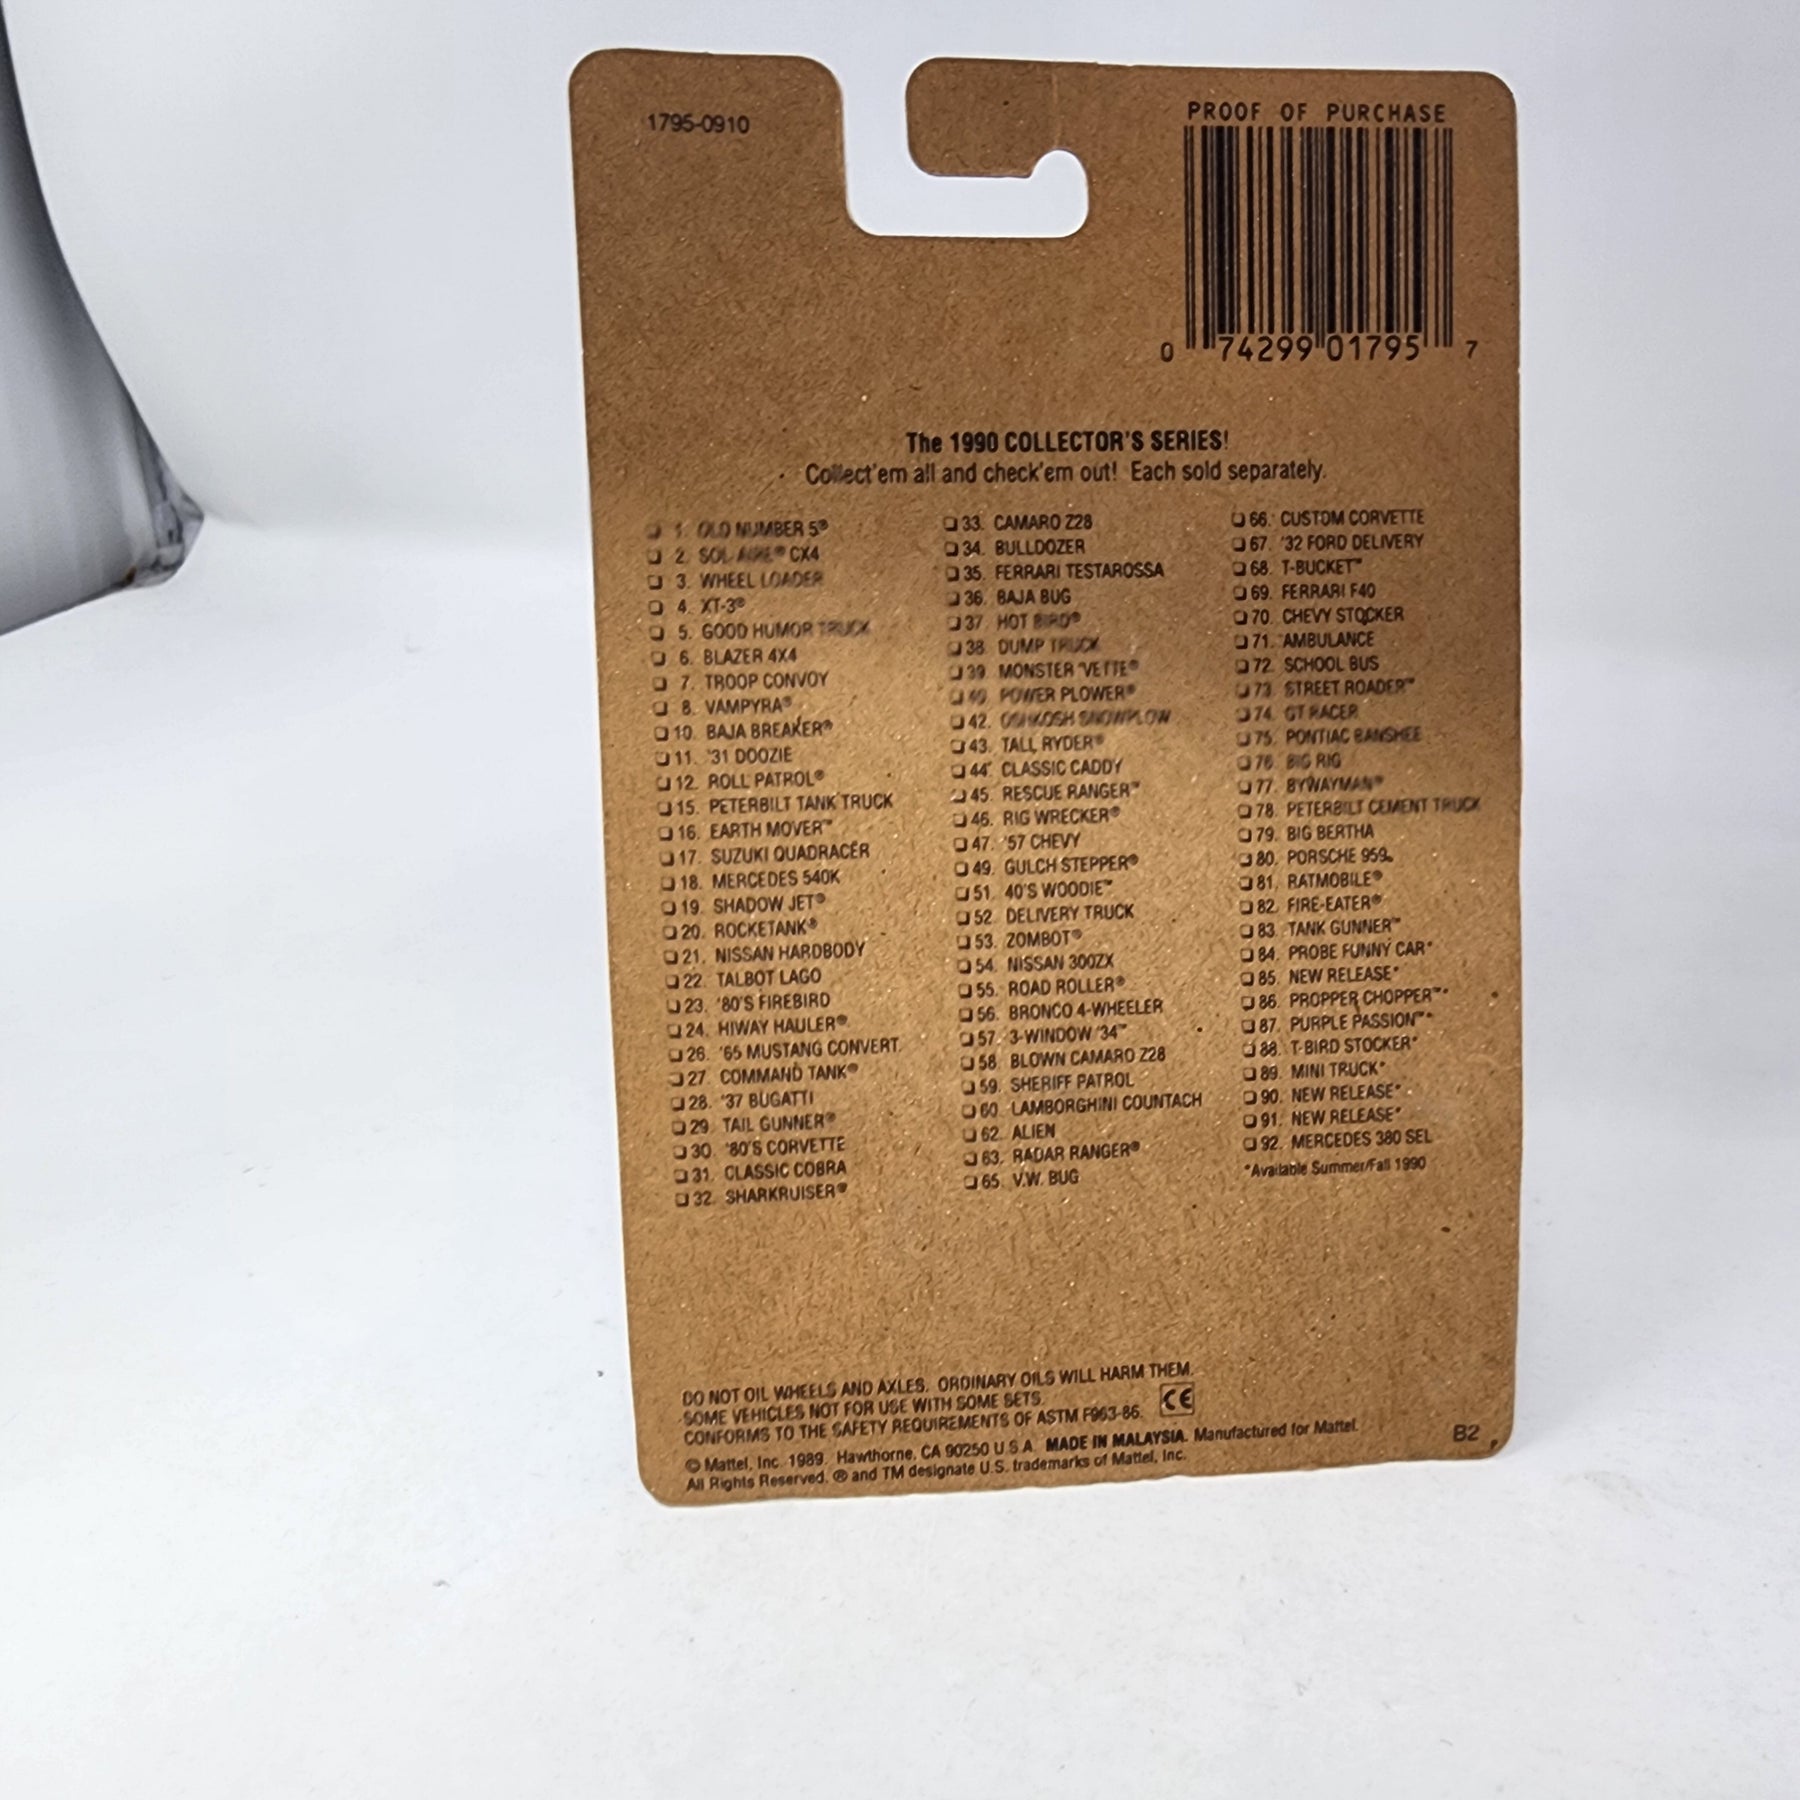 1795-0910
PROOF OF PURCHASE
0 74299 01795 7
The 1990 COLLECTOR'S SERIES!
Collect'em all and check'em out! Each sold separately.
❏ 1. OLD NUMBER 5®
❏ 2. SOL-AIRE® CX4
❏ 3. WHEEL LOADER
❏ 4. XT-3®
❏ 5. GOOD HUMOR TRUCK
❏ 6. BLAZER 4X4
❏ 7. TROOP CONVOY
❏ 8. VAMPYRA®
❏ 10. BAJA BREAKER®
❏ 11. '31 DOOZIE
❏ 12. ROLL PATROL®
❏ 15. PETERBILT TANK TRUCK
❏ 16. EARTH MOVER™
❏ 17. SUZUKI QUADRACER
❏ 18. MERCEDES 540K
❏ 19. SHADOW JET®
❏ 20. ROCKETANK®
❏ 21. NISSAN HARDBODY
❏ 22. TALBOT LAGO
❏ 23. '80'S FIREBIRD
❏ 24. HIWAY HAULER®
❏ 26. '65 MUSTANG CONVERT.
❏ 27. COMMAND TANK®
❏ 28. '37 BUGATTI
❏ 29. TAIL GUNNER®
❏ 30. '80'S CORVETTE
❏ 31. CLASSIC COBRA
❏ 32. SHARKRUISER®
❏ 33. CAMARO Z28
❏ 34. BULLDOZER
❏ 35. FERRARI TESTAROSSA
❏ 36. BAJA BUG
❏ 37. HOT BIRD®
❏ 38. DUMP TRUCK
❏ 39. MONSTER 'VETTE®
❏ 40. POWER PLOWER®
❏ 42. OSHKOSH SNOWPLOW
❏ 43. TALL RYDER®
❏ 44. CLASSIC CADDY
❏ 45. RESCUE RANGER™
❏ 46. RIG WRECKER®
❏ 47. '57 CHEVY
❏ 49. GULCH STEPPER®
❏ 51. 40'S WOODIE™
❏ 52. DELIVERY TRUCK
❏ 53. ZOMBOT®
❏ 54. NISSAN 300ZX
❏ 55. ROAD ROLLER®
❏ 56. BRONCO 4-WHEELER
❏ 57. 3-WINDOW '34™
❏ 58. BLOWN CAMARO Z28
❏ 59. SHERIFF PATROL
❏ 60. LAMBORGHINI COUNTACH
❏ 62. ALIEN
❏ 63. RADAR RANGER®
❏ 65. V.W. BUG
❏ 66. CUSTOM CORVETTE
❏ 67. '32 FORD DELIVERY
❏ 68. T-BUCKET™
❏ 69. FERRARI F40
❏ 70. CHEVY STOCKER
❏ 71. AMBULANCE
❏ 72. SCHOOL BUS
❏ 73. STREET ROADER™
❏ 74. GT RACER
❏ 75. PONTIAC BANSHEE
❏ 76. BIG RIG
❏ 77. BYWAYMAN®
❏ 78. PETERBILT CEMENT TRUCK
❏ 79. BIG BERTHA
❏ 80. PORSCHE 959
❏ 81. RATMOBILE®
❏ 82. FIRE-EATER®
❏ 83. TANK GUNNER™
❏ 84. PROBE FUNNY CAR*
❏ 85. NEW RELEASE*
❏ 86. PROPPER CHOPPER™*
❏ 87. PURPLE PASSION™*
❏ 88. T-BIRD STOCKER*
❏ 89. MINI TRUCK*
❏ 90. NEW RELEASE*
❏ 91. NEW RELEASE*
❏ 92. MERCEDES 380 SEL
*Available Summer/Fall 1990
DO NOT OIL WHEELS AND AXLES. ORDINARY OILS WILL HARM THEM.
SOME VEHICLES NOT FOR USE WITH SOME SETS.
CONFORMS TO THE SAFETY REQUIREMENTS OF ASTM F963-86. CE
© Mattel, Inc. 1989. Hawthorne, CA 90250 U.S.A. MADE IN MALAYSIA. Manufactured for Mattel.
All Rights Reserved. ® and TM designate U.S. trademarks of Mattel, Inc.
B2